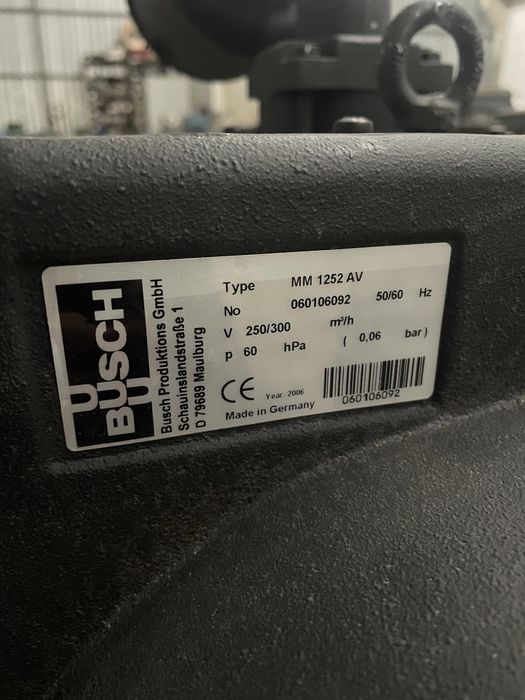 BUSCH
Busch Produktions GmbH
Schauinslandstraße 1
D 79689 Maulburg
Type MM 1252 AV
No 060106092 50/60 Hz
V 250/300 m³/h
p 60 hPa ( 0,06 bar )
CE Year. 2006
Made in Germany
060106092